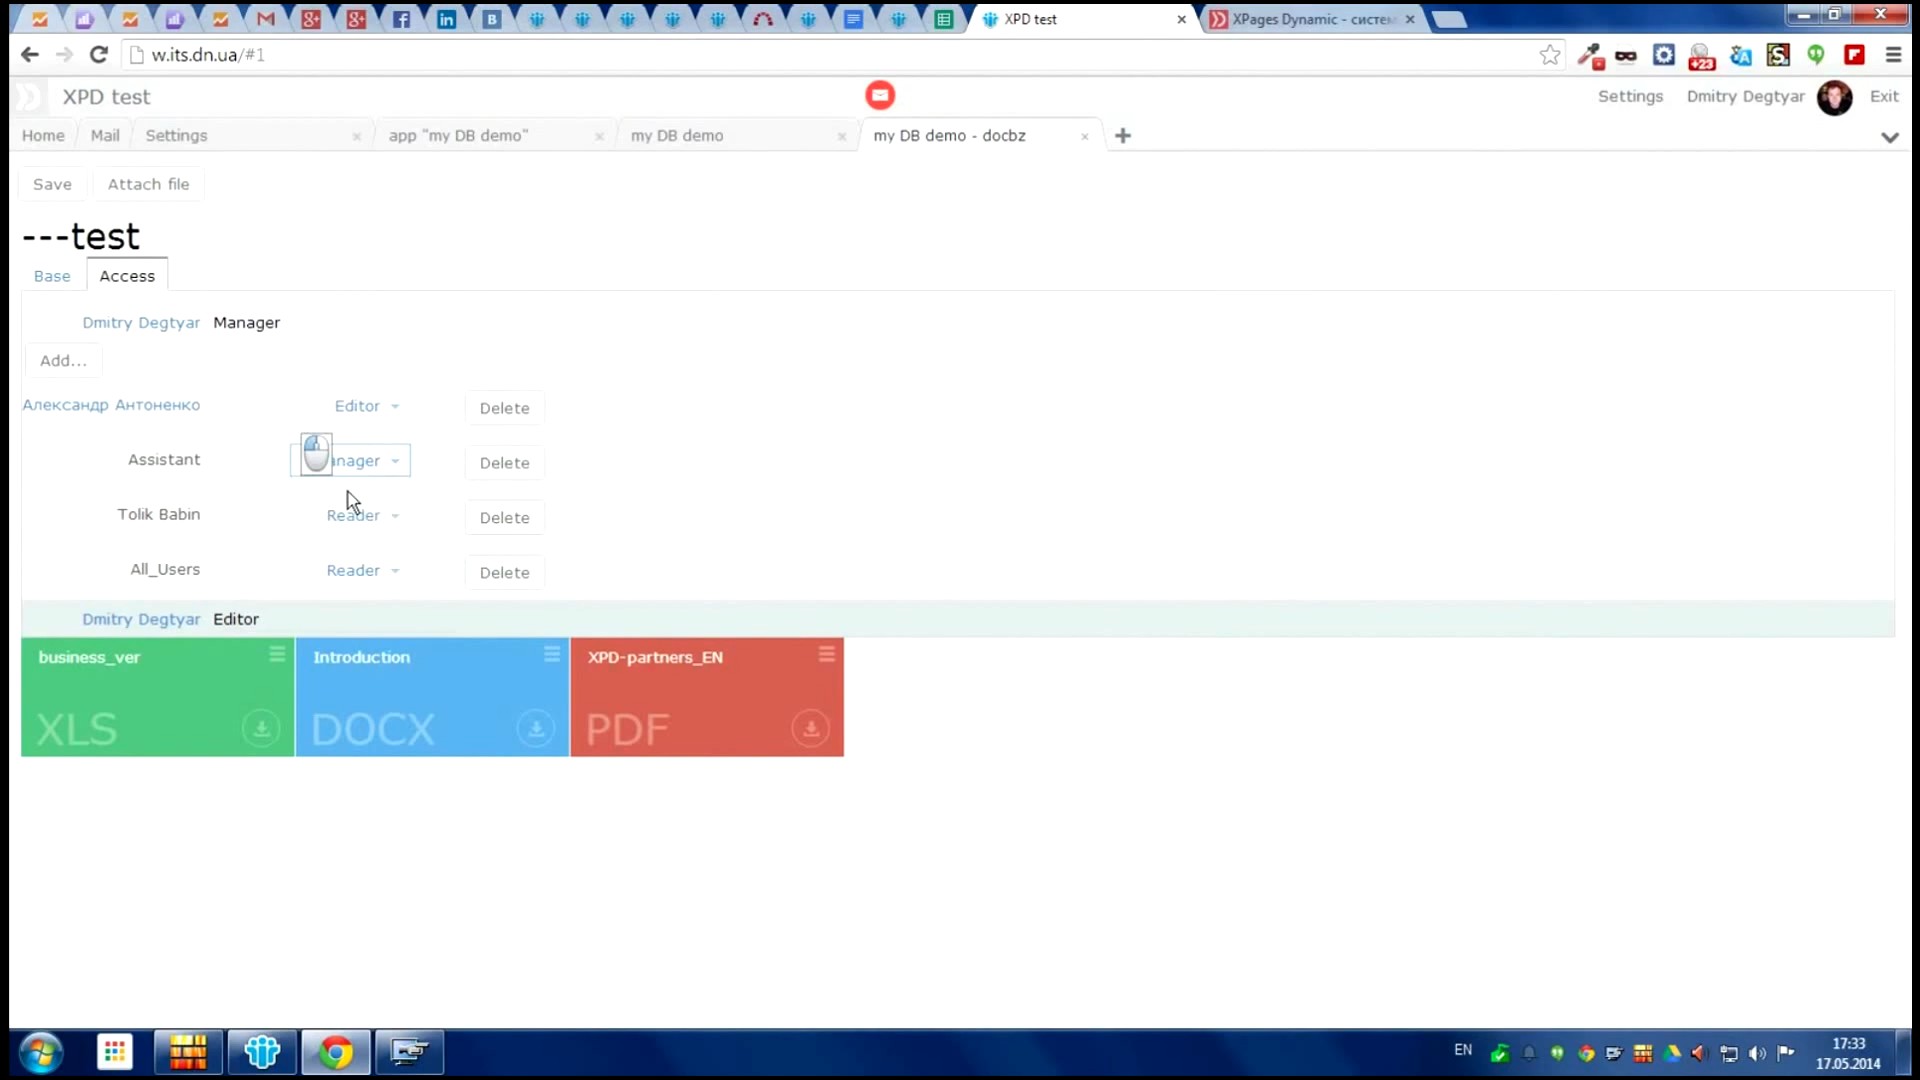 XPD test
XPages Dynamic - систем
w.its.dn.ua/#1
+23
XPD test
Settings Dmitry Degtyar Exit
Home Mail Settings app "my DB demo" my DB demo my DB demo - docbz
Save Attach file
---test
Base Access
Dmitry Degtyar Manager
Add...
Александр Антоненко Editor Delete
Assistant nager Delete
Tolik Babin Reader Delete
All_Users Reader Delete
Dmitry Degtyar Editor
business_ver Introduction XPD-partners_EN
XLS DOCX PDF
EN 17:33
17.05.2014